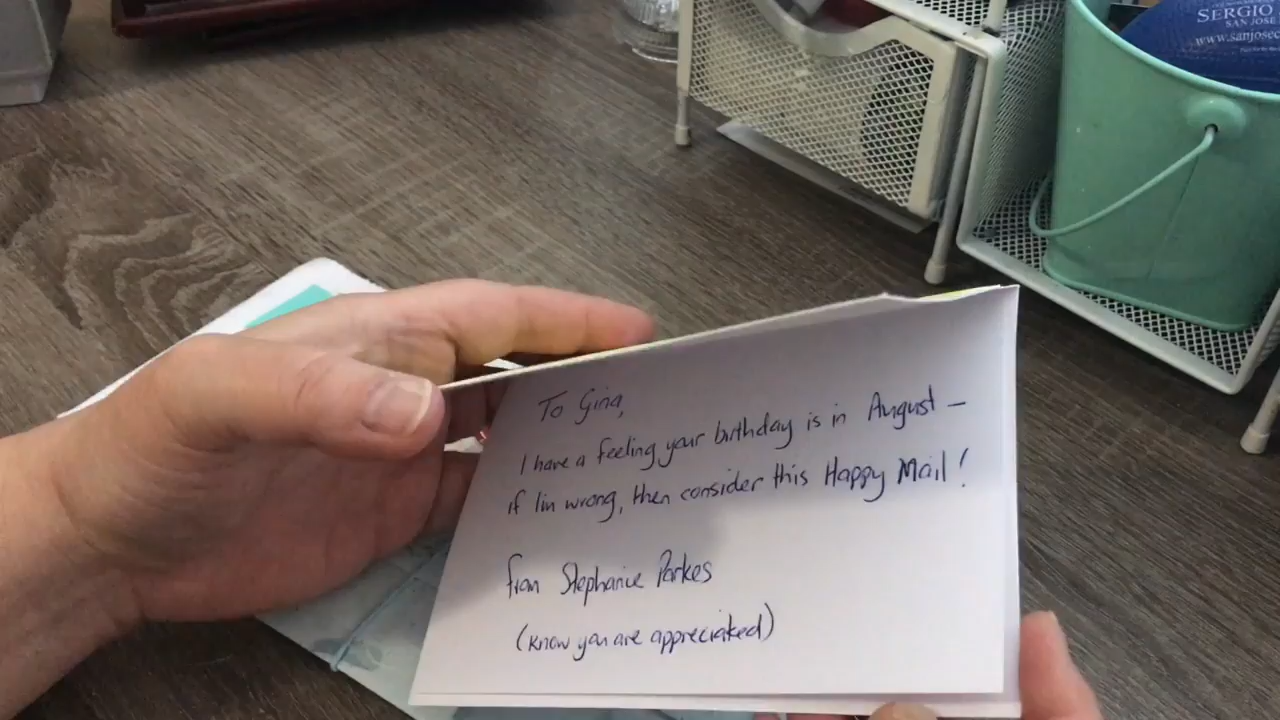 SERGIO
SAN JOSE
www.sanjosec
To Gina,
I have a feeling your birthday is in August –
if I'm wrong, then consider this Happy Mail!
from Stephanie Parkes
(know you are appreciated)